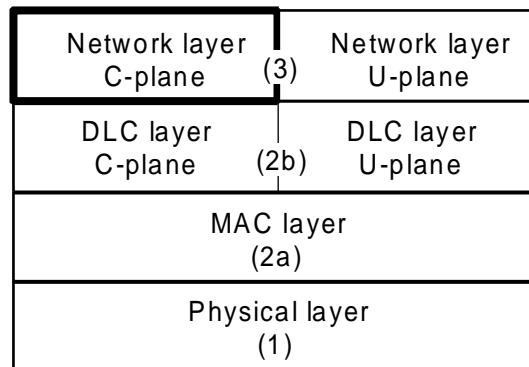 Network layer
C-plane
(3)
Network layer
U-plane
DLC layer
C-plane
(2b)
DLC layer
U-plane
MAC layer
(2a)
Physical layer
(1)